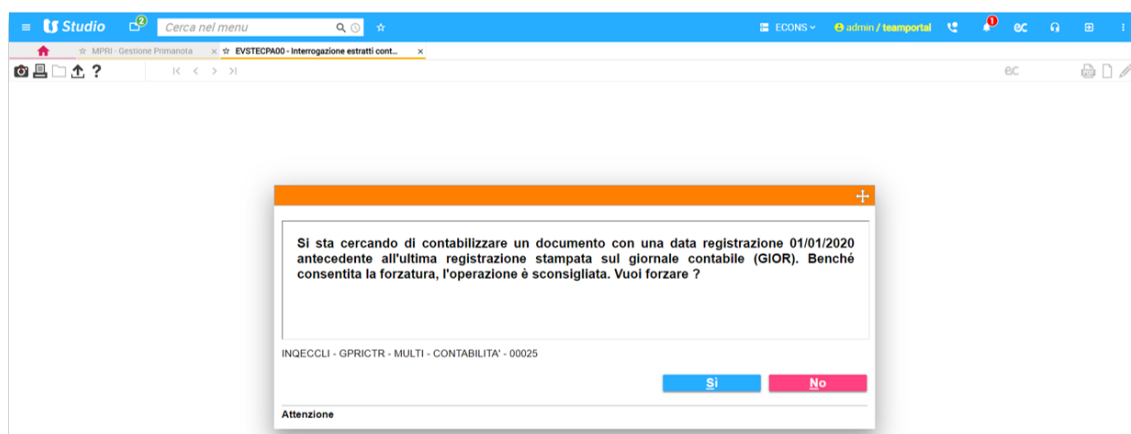 Studio 2 Cerca nel menu ECONS admin / teamportal 1 ec
MPRI - Gestione Primanota × EVSTECPA00 - Interrogazione estratti cont... ×
? |< < > >| ec
Si sta cercando di contabilizzare un documento con una data registrazione 01/01/2020
antecedente all'ultima registrazione stampata sul giornale contabile (GIOR). Benché
consentita la forzatura, l'operazione è sconsigliata. Vuoi forzare ?
INQECCLI - GPRICTR - MULTI - CONTABILITA' - 00025
Si No
Attenzione